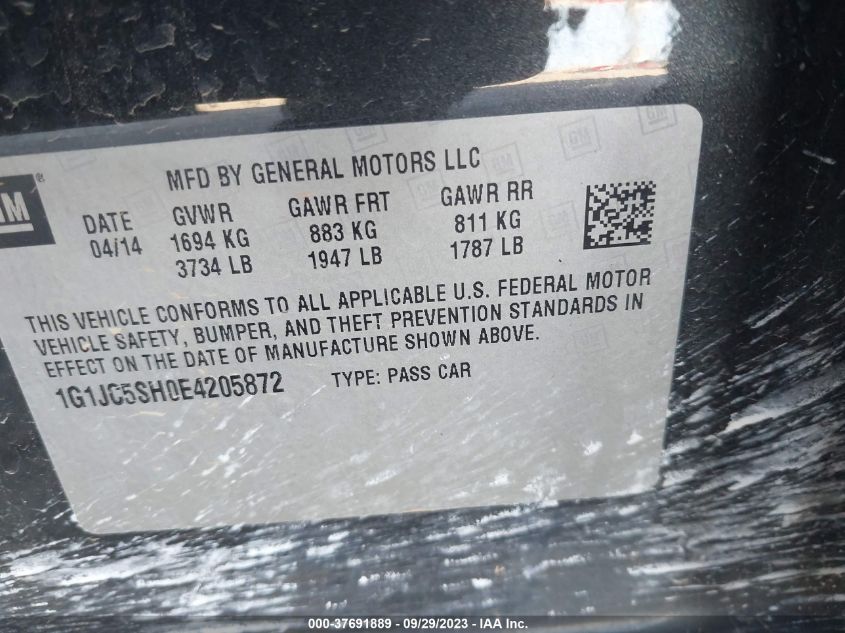 MFD BY GENERAL MOTORS LLC
GM®
DATE GVWR GAWR FRT GAWR RR
04/14 1694 KG 883 KG 811 KG
3734 LB 1947 LB 1787 LB
THIS VEHICLE CONFORMS TO ALL APPLICABLE U.S. FEDERAL MOTOR
VEHICLE SAFETY, BUMPER, AND THEFT PREVENTION STANDARDS IN
EFFECT ON THE DATE OF MANUFACTURE SHOWN ABOVE.
1G1JC5SH0E4205872 TYPE: PASS CAR
000-37691889 - 09/29/2023 - IAA Inc.